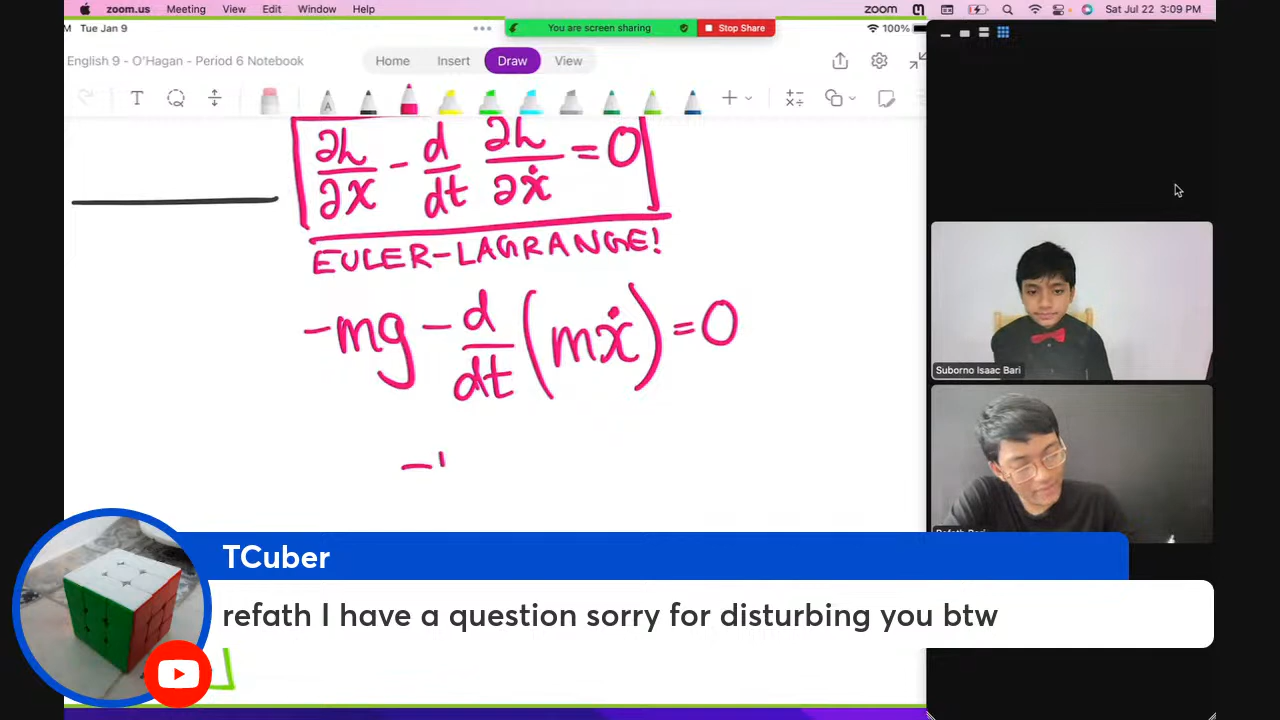 zoom.us Meeting View Edit Window Help
zoom Sat Jul 22 3:09 PM
Tue Jan 9
You are screen sharing Stop Share
100%
English 9 - O'Hagan - Period 6 Notebook
Home Insert Draw View
T A
∂L/∂x - d/dt ∂L/∂ẋ = 0
EULER-LAGRANGE!
-mg - d/dt (mẋ) = 0
Suborno Isaac Bari
TCuber
refath I have a question sorry for disturbing you btw